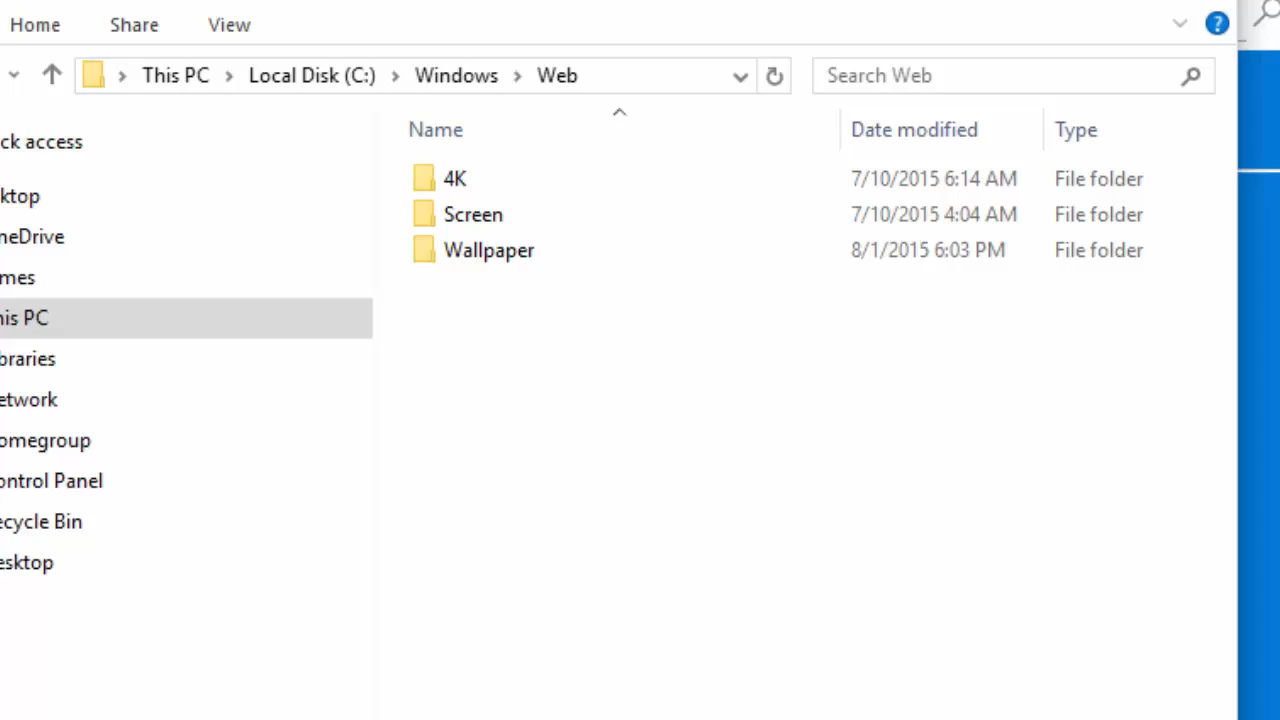 Home Share View
This PC Local Disk (C:) Windows Web
Search Web
Name Date modified Type
ck access
4K 7/10/2015 6:14 AM File folder
ktop
Screen 7/10/2015 4:04 AM File folder
neDrive
Wallpaper 8/1/2015 6:03 PM File folder
mes
his PC
braries
etwork
omegroup
ontrol Panel
ecycle Bin
esktop